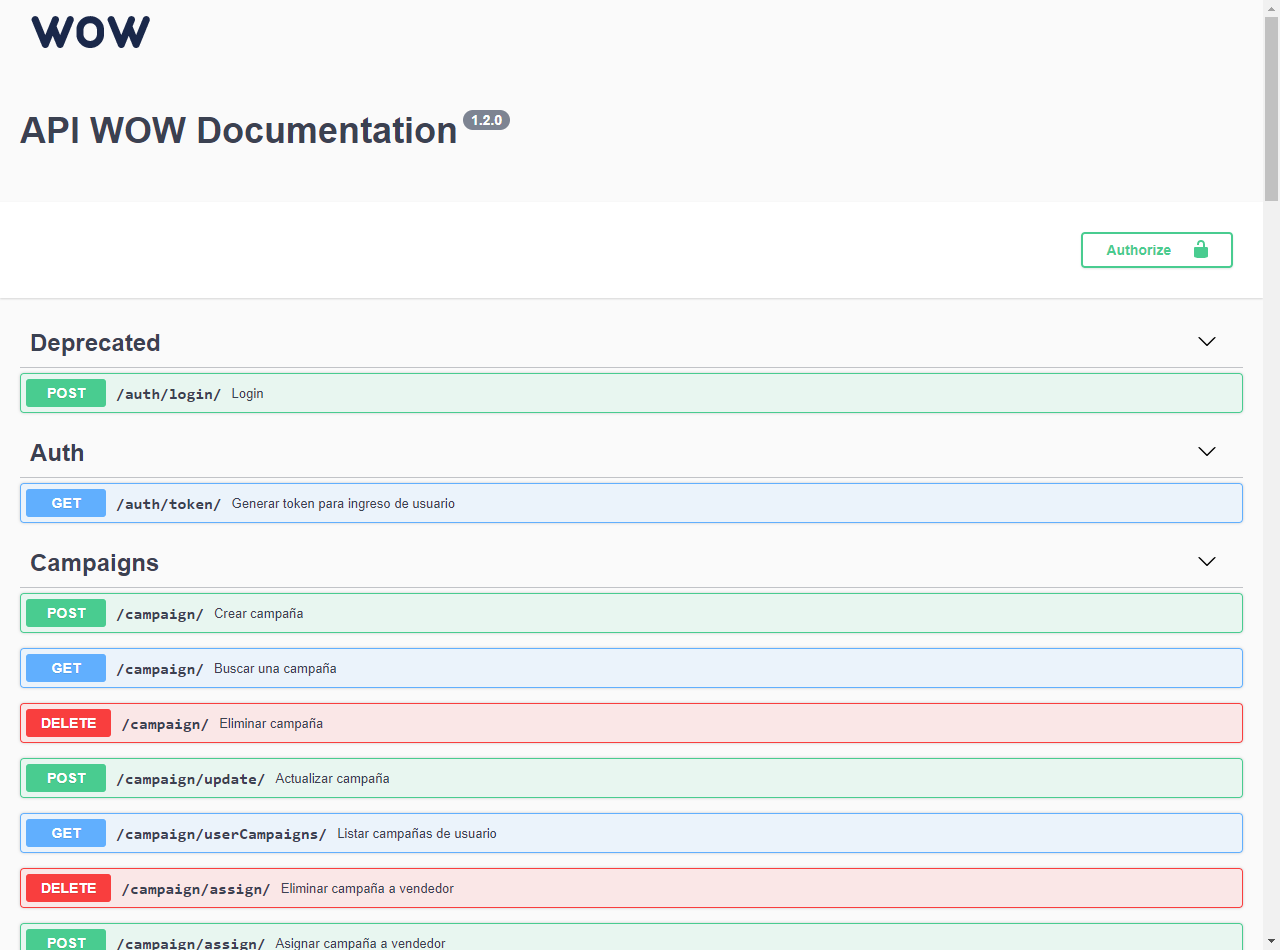 WOW
API WOW Documentation 1.2.0
Authorize
Deprecated
POST /auth/login/ Login
Auth
GET /auth/token/ Generar token para ingreso de usuario
Campaigns
POST /campaign/ Crear campaña
GET /campaign/ Buscar una campaña
DELETE /campaign/ Eliminar campaña
POST /campaign/update/ Actualizar campaña
GET /campaign/userCampaigns/ Listar campañas de usuario
DELETE /campaign/assign/ Eliminar campaña a vendedor
POST /campaign/assign/ Asignar campaña a vendedor